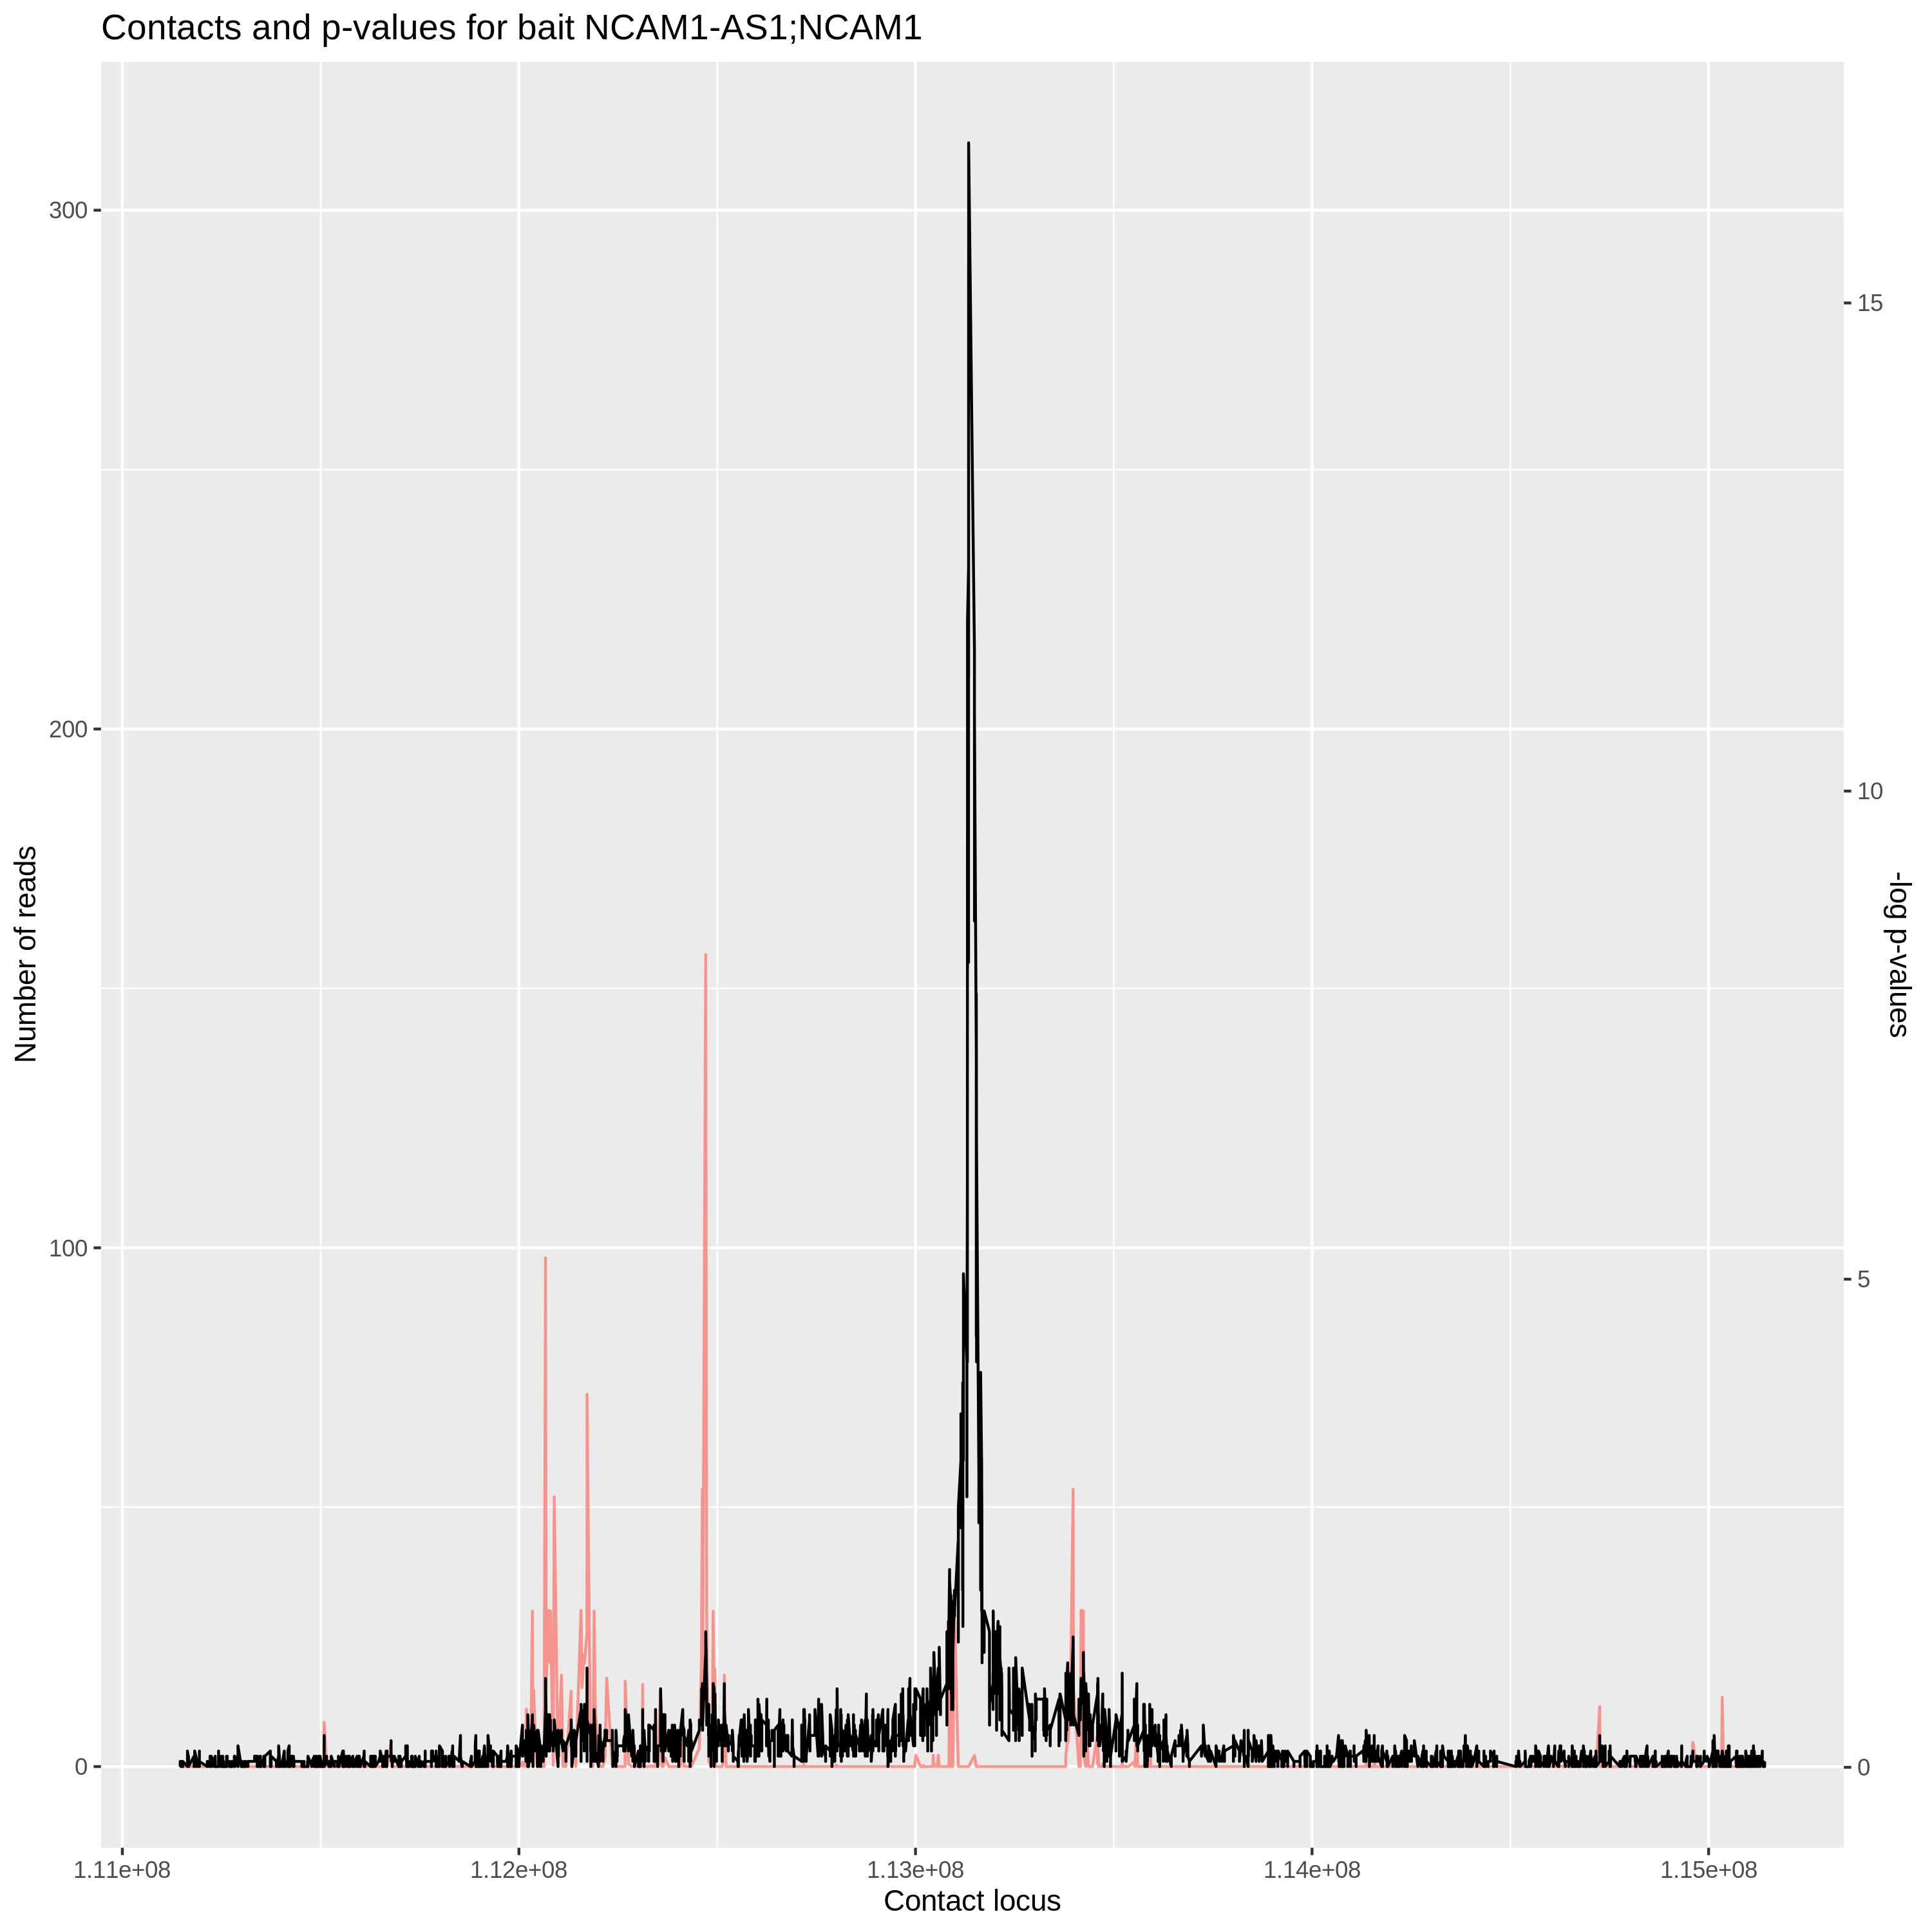 Contacts and p-values for bait NCAM1-AS1;NCAM1
300
200
100
0
Number of reads
15
10
5
0
-log p-values
1.11e+08
1.12e+08
1.13e+08
1.14e+08
1.15e+08
Contact locus